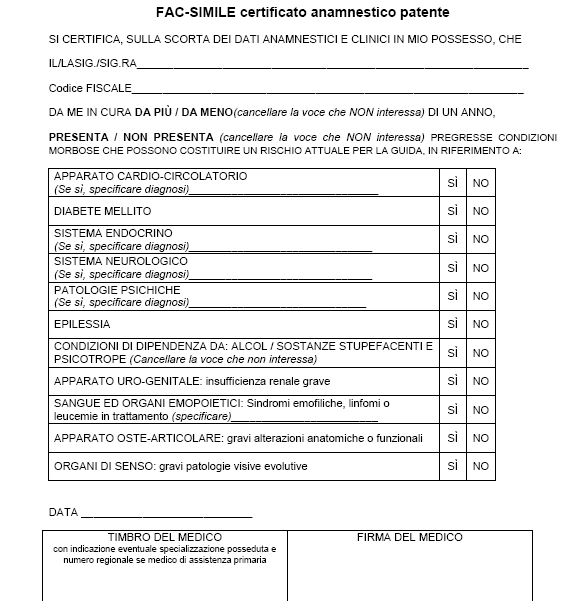 FAC-SIMILE certificato anamnestico patente
SI CERTIFICA, SULLA SCORTA DEI DATI ANAMNESTICI E CLINICI IN MIO POSSESSO, CHE
IL/LASIG./SIG.RA____________________________________________________________
Codice FISCALE____________________________________________________________
DA ME IN CURA DA PIÙ / DA MENO(cancellare la voce che NON interessa) DI UN ANNO,
PRESENTA / NON PRESENTA (cancellare la voce che NON interessa) PREGRESSE CONDIZIONI
MORBOSE CHE POSSONO COSTITUIRE UN RISCHIO ATTUALE PER LA GUIDA, IN RIFERIMENTO A:
APPARATO CARDIO-CIRCOLATORIO
(Se sì, specificare diagnosi)_______________________________ SÌ NO
DIABETE MELLITO SÌ NO
SISTEMA ENDOCRINO
(Se sì, specificare diagnosi)______________________________ SÌ NO
SISTEMA NEUROLOGICO
(Se sì, specificare diagnosi)______________________________ SÌ NO
PATOLOGIE PSICHICHE
(Se sì, specificare diagnosi)_____________________________ SÌ NO
EPILESSIA SÌ NO
CONDIZIONI DI DIPENDENZA DA: ALCOL / SOSTANZE STUPEFACENTI E
PSICOTROPE (Cancellare la voce che non interessa) SÌ NO
APPARATO URO-GENITALE: insufficienza renale grave SÌ NO
SANGUE ED ORGANI EMOPOIETICI: Sindromi emofiliche, linfomi o
leucemie in trattamento (specificare)________________________ SÌ NO
APPARATO OSTE-ARTICOLARE: gravi alterazioni anatomiche o funzionali SÌ NO
ORGANI DI SENSO: gravi patologie visive evolutive SÌ NO
DATA ____________________________
TIMBRO DEL MEDICO
con indicazione eventuale specializzazione posseduta e
numero regionale se medico di assistenza primaria
FIRMA DEL MEDICO